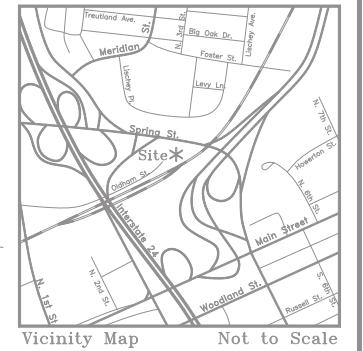 Treutland Ave.
Meridian St.
N. 3rd St.
Big Oak Dr.
Lischey Ave.
Foster St.
Lischey Pl.
Levy Ln.
Spring St.
Site
Oldham St.
N. 7th St.
Howerton St.
N. 6th St.
Interstate 24
Main Street
N. 1st St.
N. 2nd St.
Woodland St.
Russell St.
S. 6th St.
Vicinity Map
Not to Scale